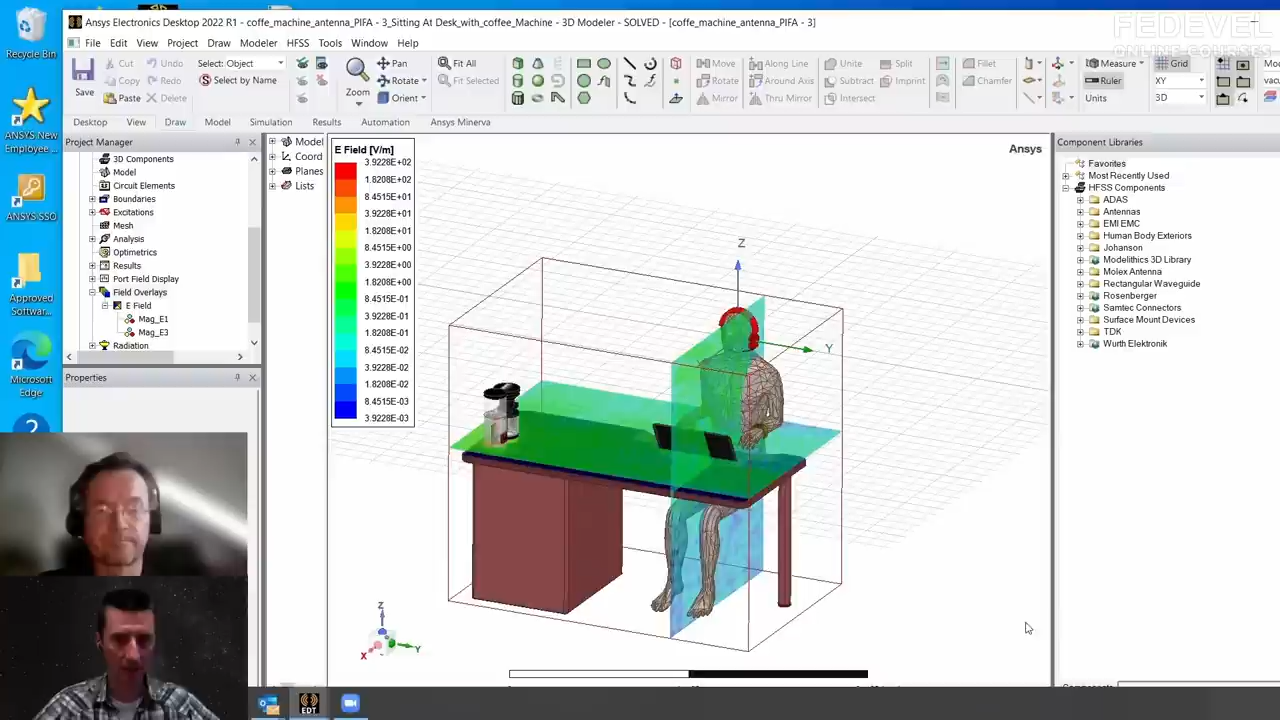 Recycle Bin
ANSYS New
Employee ...
ANSYS SSO
Approved
Softwar...
Microsoft
Edge
Ansys Electronics Desktop 2022 R1 - coffe_machine_antenna_PIFA - 3_Sitting At Desk_with_coffee_Machine - 3D Modeler - SOLVED - [coffe_machine_antenna_PIFA - 3]
FEDEVEL
ONLINE COURSES
File Edit View Project Draw Modeler HFSS Tools Window Help
Save
Cut
Copy
Paste
Undo
Redo
Delete
Select: Object
Select by Name
Zoom
Pan
Rotate
Orient
Fit All
Fit Selected
Move
Rotate
Mirror
Along Line
Around Axis
Thru Mirror
Unite
Subtract
Intersect
Split
Imprint
Fillet
Chamfer
Measure
Ruler
Units
Grid
XY
3D
Desktop View Draw Model Simulation Results Automation Ansys Minerva
Project Manager
3D Components
Model
Circuit Elements
Boundaries
Excitations
Mesh
Analysis
Optimetrics
Results
Port Field Display
Field Overlays
E Field
Mag_E1
Mag_E3
Radiation
Properties
Model
Coord
Planes
Lists
E Field [V/m]
3.9228E+02
1.8208E+02
8.4515E+01
3.9228E+01
1.8208E+01
8.4515E+00
3.9228E+00
1.8208E+00
8.4515E-01
3.9228E-01
1.8208E-01
8.4515E-02
3.9228E-02
1.8208E-02
8.4515E-03
3.9228E-03
Ansys
Z
Y
Z
X
Y
Component Libraries
Favorites
Most Recently Used
HFSS Components
ADAS
Antennas
EMI EMC
Human Body Exteriors
Johanson
Modelithics 3D Library
Molex Antenna
Rectangular Waveguide
Rosenberger
Samtec Connectors
Surface Mount Devices
TDK
Wurth Elektronik
EDT